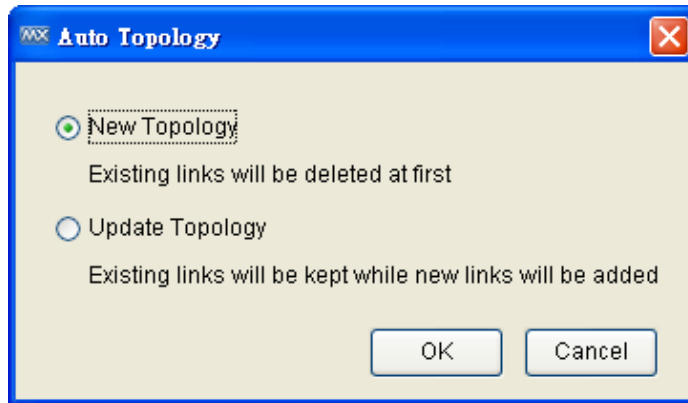 MX Auto Topology
New Topology
Existing links will be deleted at first
Update Topology
Existing links will be kept while new links will be added
OK Cancel